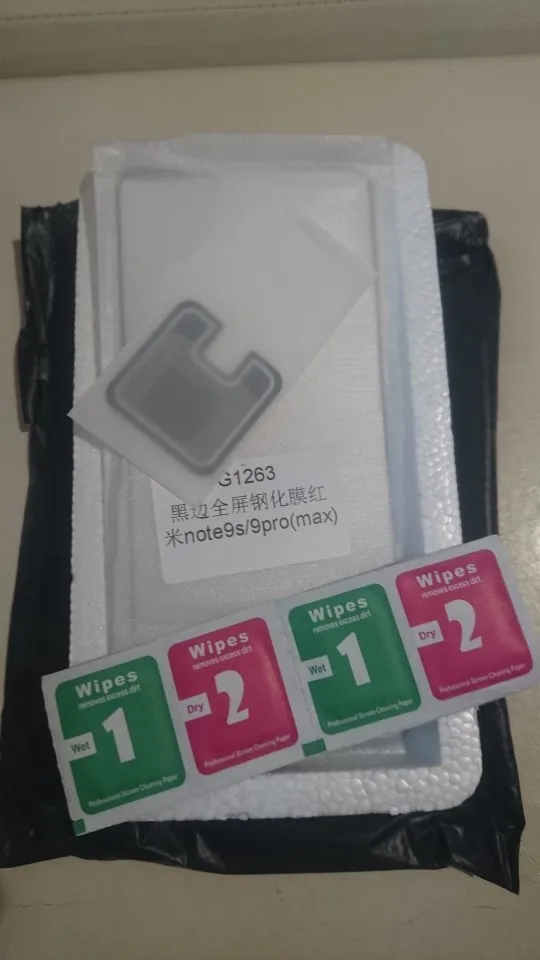 G1263
黑边全屏钢化膜红
米note9s/9pro(max)
Wipes
removes excess dirt
Wet
1
Professional Screen Cleaning Paper
Wipes
removes excess dirt
Dry
2
Professional Screen Cleaning Paper
Wipes
removes excess dirt
Wet
1
Professional Screen Cleaning Paper
Wipes
removes excess dirt
Dry
2
Professional Screen Cleaning Paper